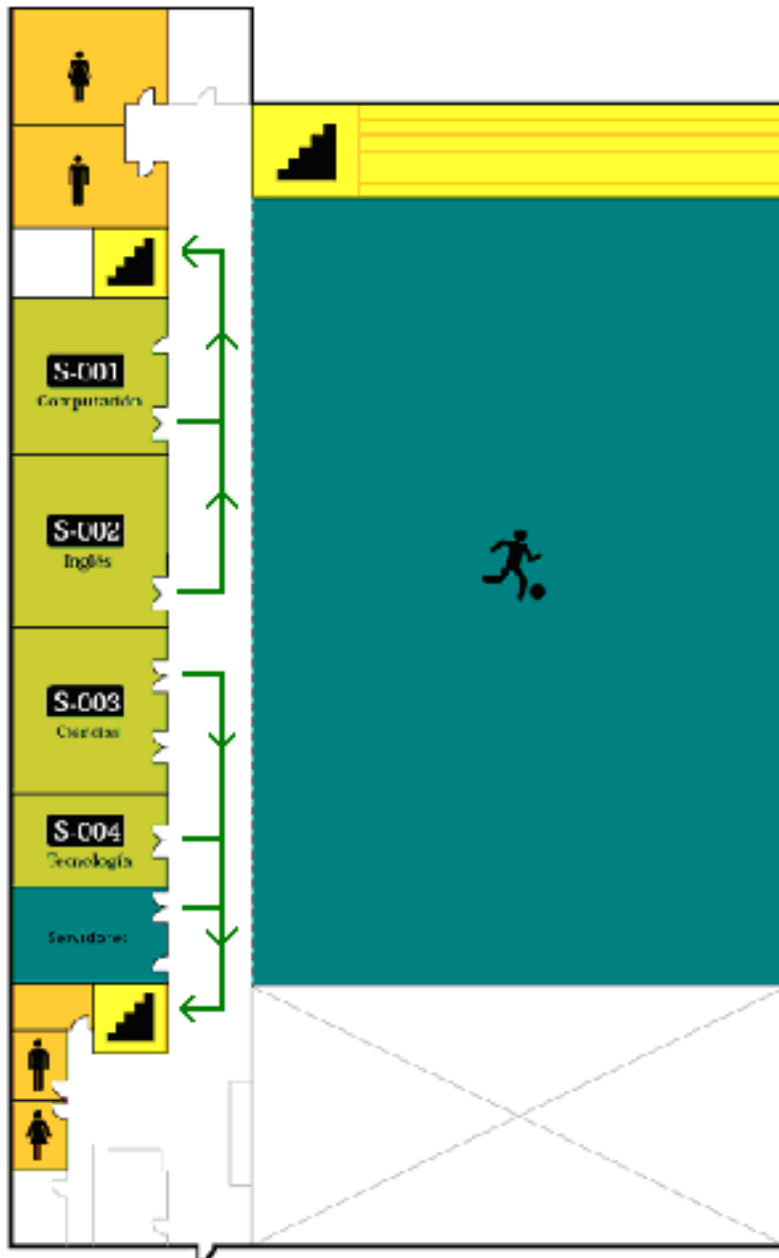 S-001
Computación
S-002
Inglés
S-003
Ciencias
S-004
Tecnología
Servidores